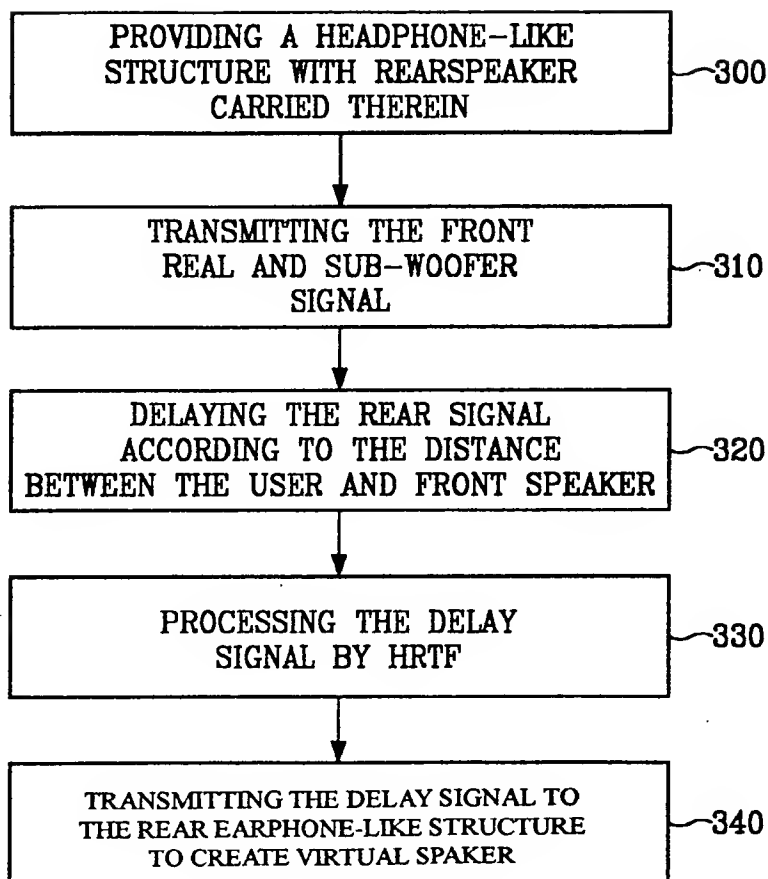 PROVIDING A HEADPHONE-LIKE
STRUCTURE WITH REARSPEAKER
CARRIED THEREIN
300
TRANSMITTING THE FRONT
REAL AND SUB-WOOFER
SIGNAL
310
DELAYING THE REAR SIGNAL
ACCORDING TO THE DISTANCE
BETWEEN THE USER AND FRONT SPEAKER
320
PROCESSING THE DELAY
SIGNAL BY HRTF
330
TRANSMITTING THE DELAY SIGNAL TO
THE REAR EARPHONE-LIKE STRUCTURE
TO CREATE VIRTUAL SPAKER
340